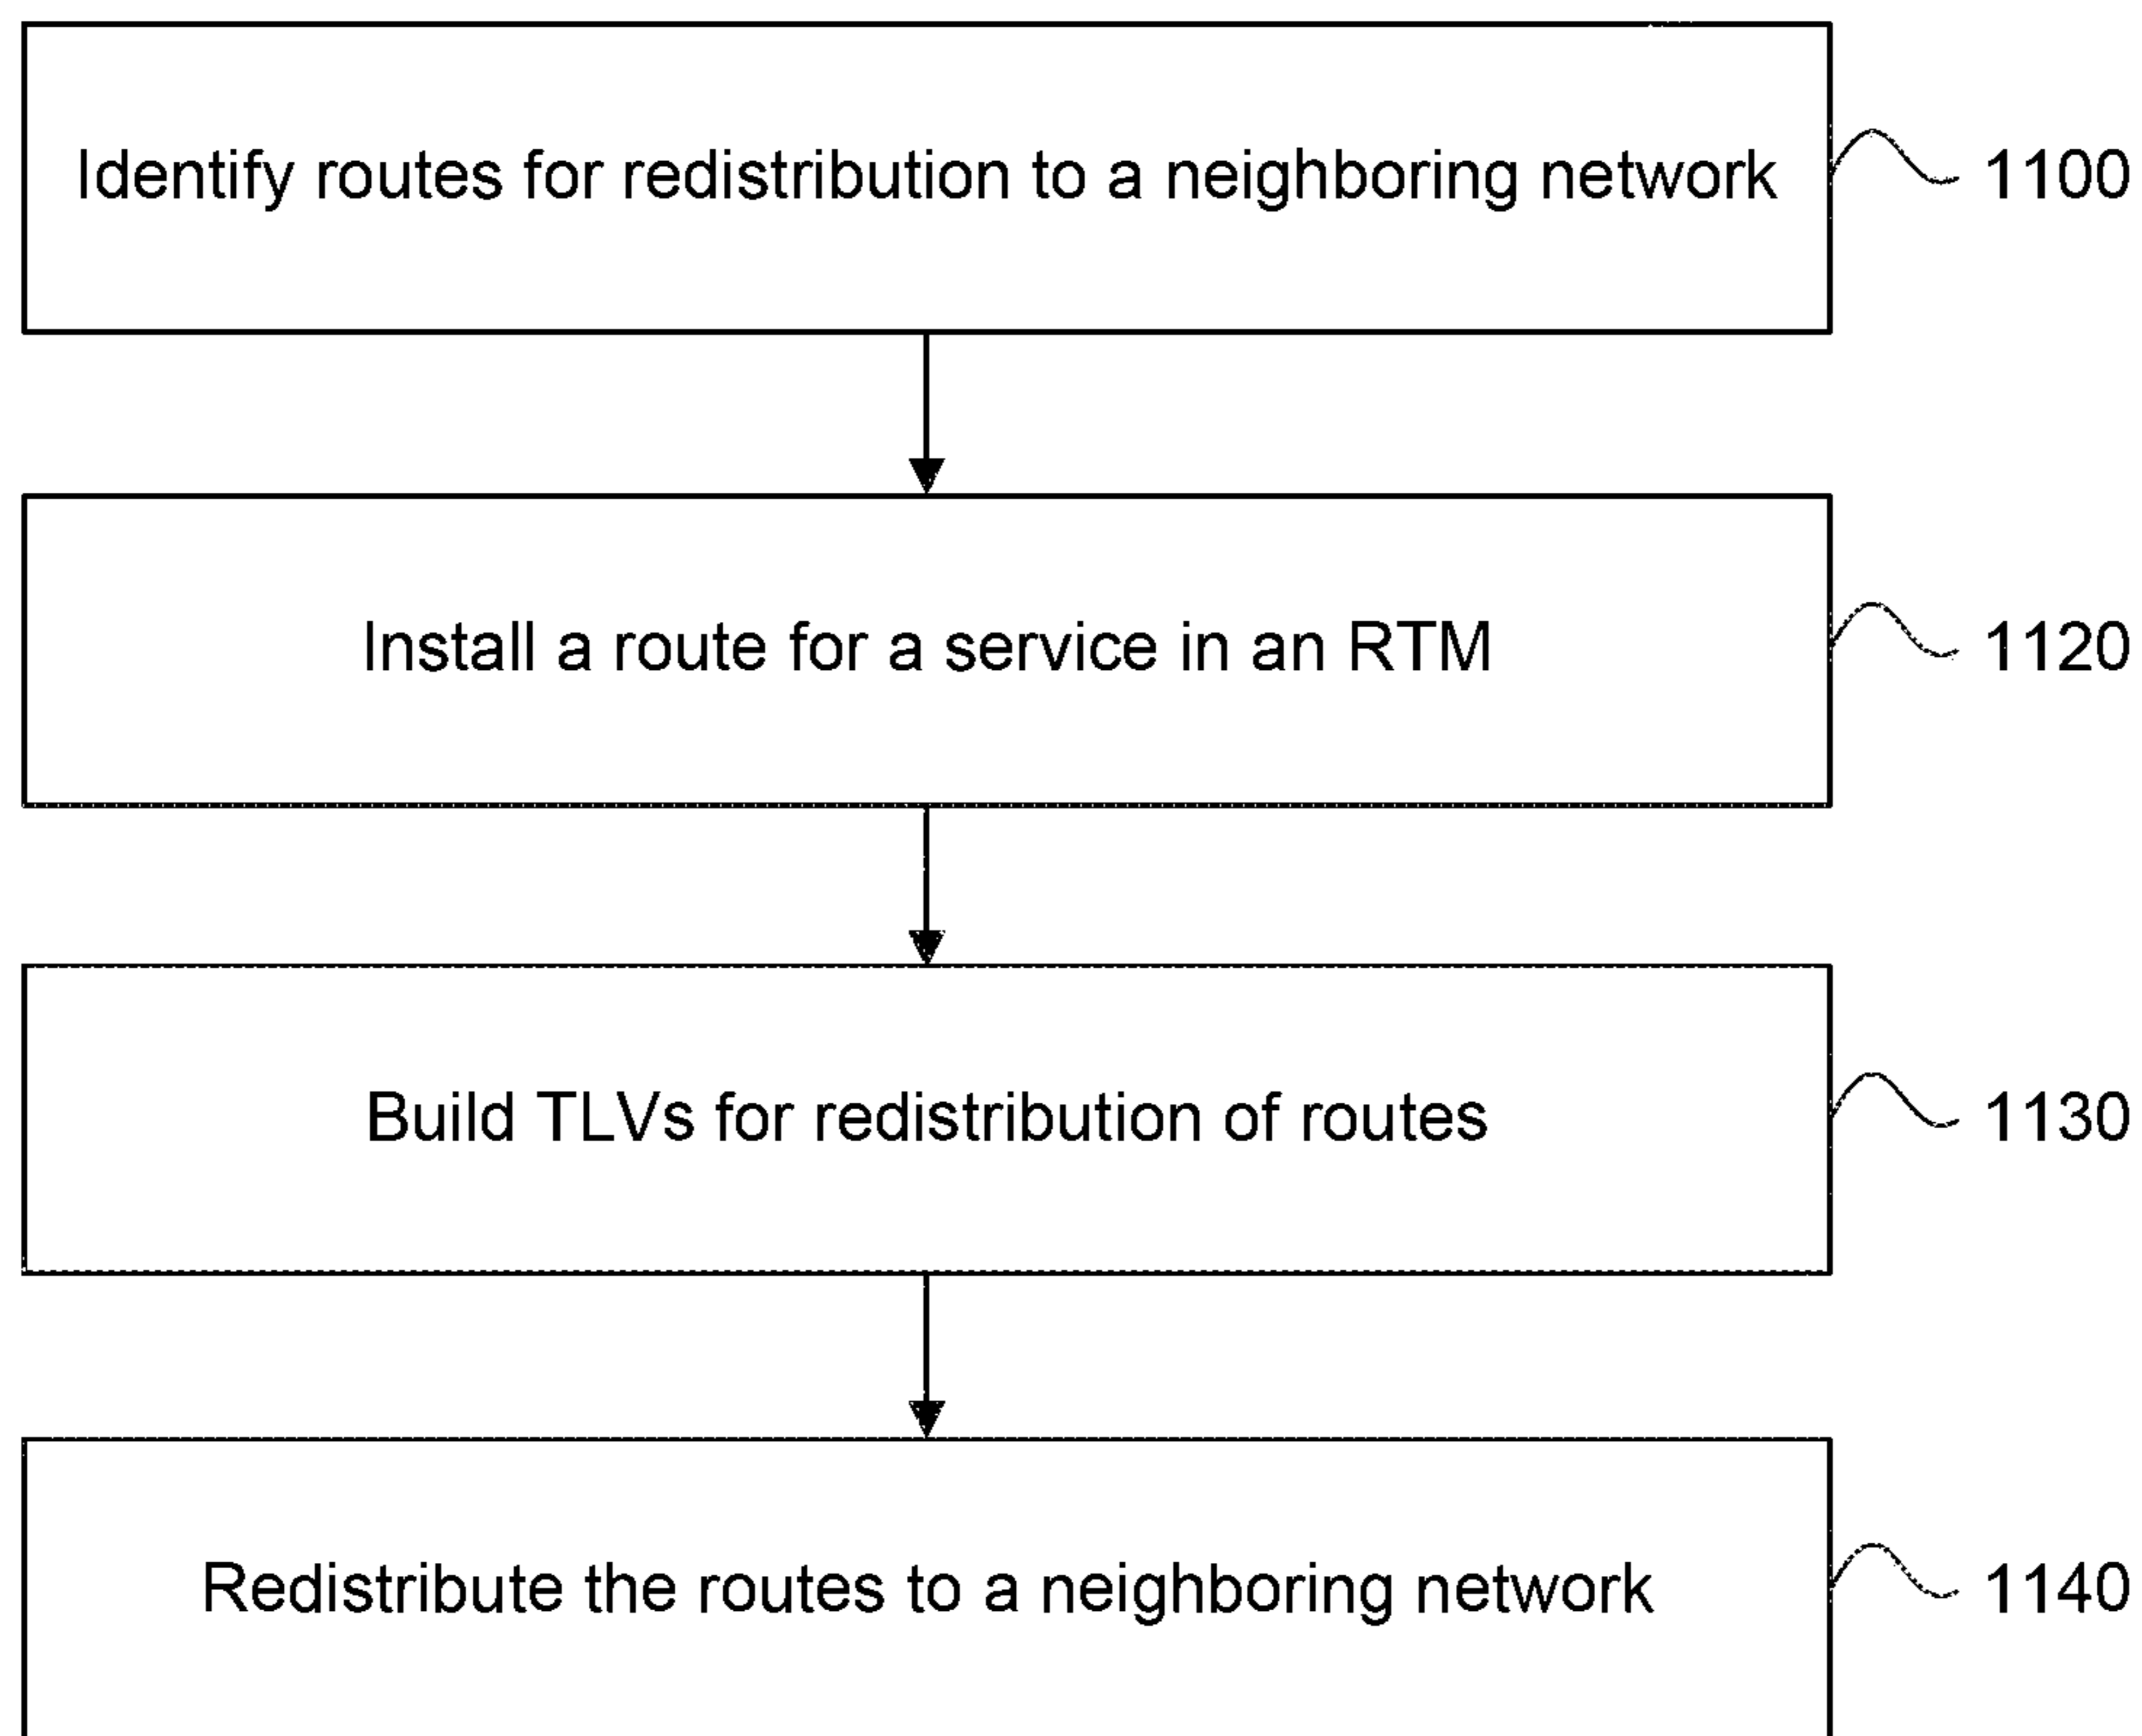 Identify routes for redistribution to a neighboring network
1100
Install a route for a service in an RTM
1120
Build TLVs for redistribution of routes
1130
Redistribute the routes to a neighboring network
1140